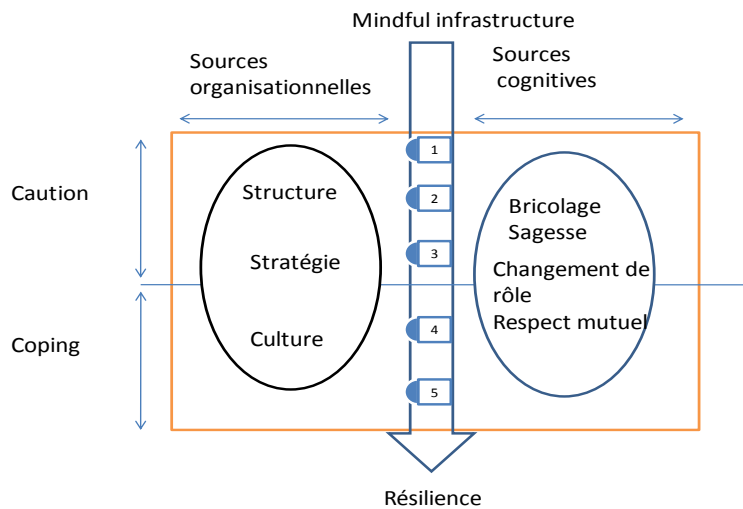 Mindful infrastructure
Sources
organisationnelles
Sources
cognitives
Caution
Coping
Structure
Stratégie
Culture
1
2
3
4
5
Bricolage
Sagesse
Changement de
rôle
Respect mutuel
Résilience